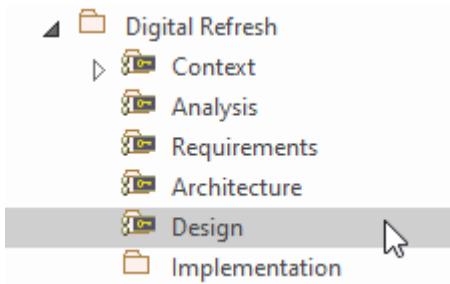 Digital Refresh
Context
Analysis
Requirements
Architecture
Design
Implementation